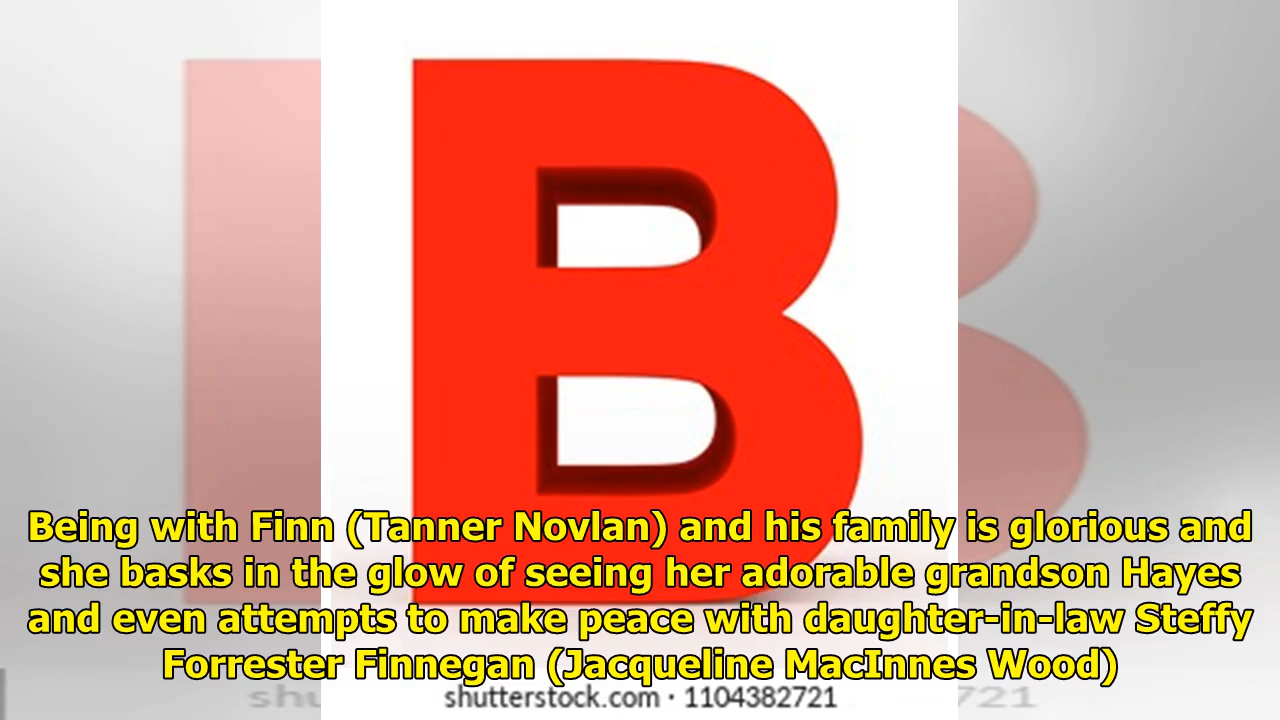 B
Being with Finn (Tanner Novlan) and his family is glorious and
she basks in the glow of seeing her adorable grandson Hayes
and even attempts to make peace with daughter-in-law Steffy
Forrester Finnegan (Jacqueline MacInnes Wood)
shu shutterstock.com · 1104382721 721